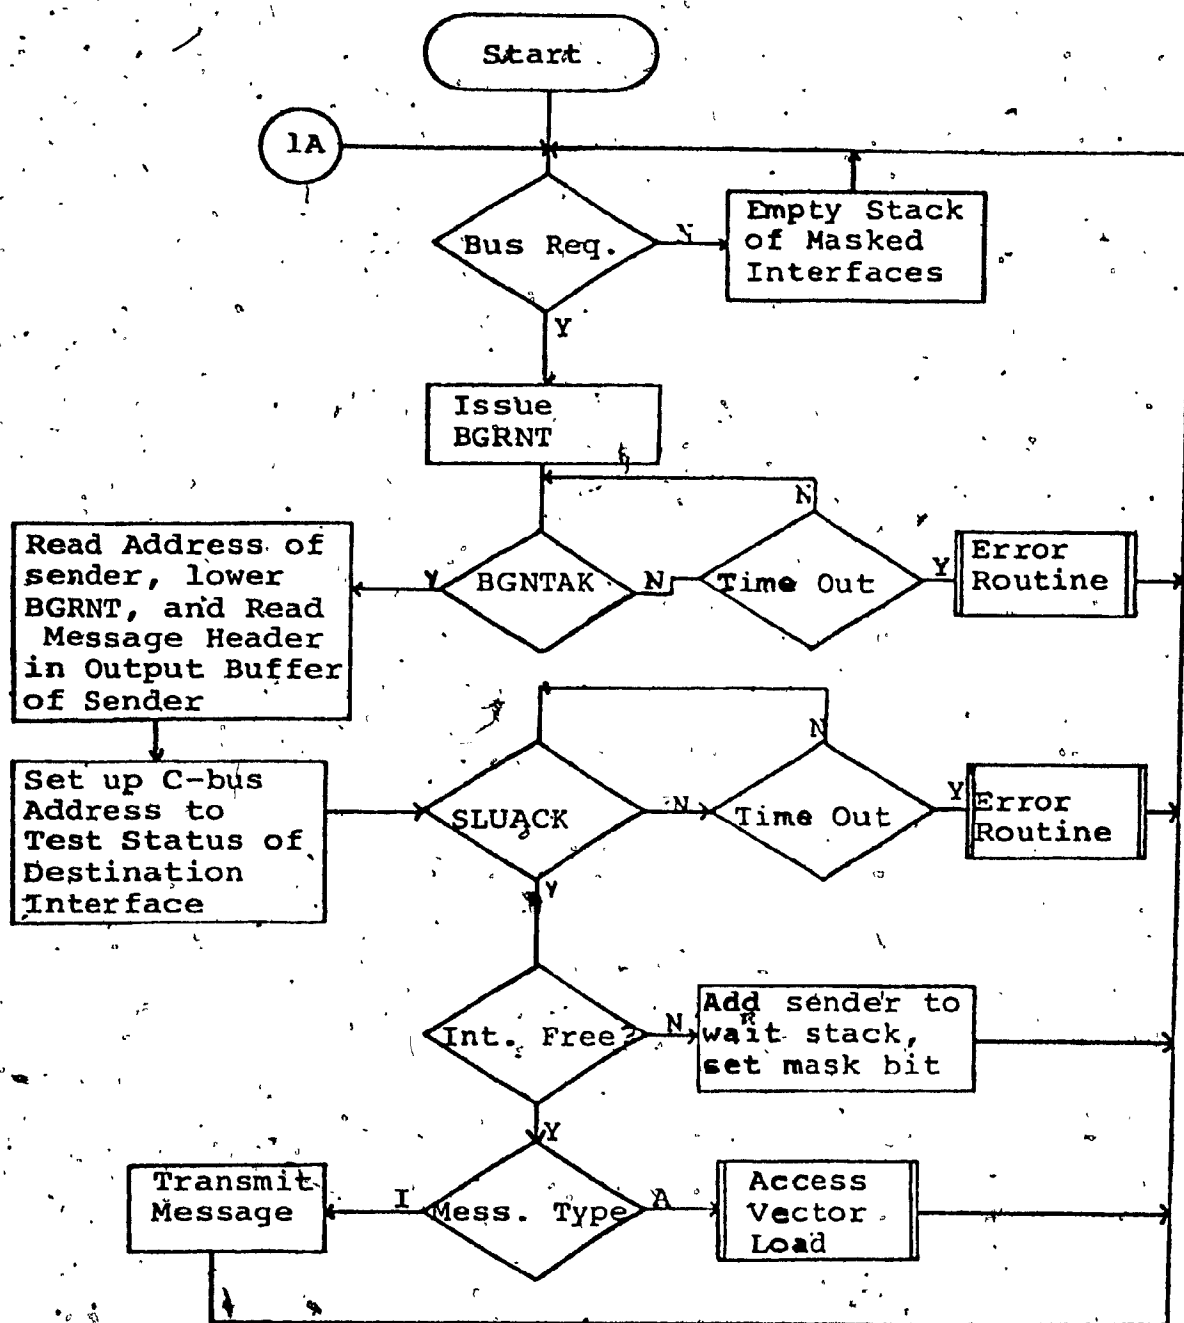 Start
1A
Bus Req.
Y
Empty Stack
of Masked
Interfaces
Y
Issue
BGRNT
N
Read Address of
sender, lower
BGRNT, and Read
Message Header
in Output Buffer
of Sender
Y
BGNTAK
N
Time Out
Y
Error
Routine
N
Set up C-bus
Address to
Test Status of
Destination
Interface
SLUACK
N
Time Out
Y
Error
Routine
Y
Int. Free?
N
Add sender to
wait stack,
set mask bit
Y
Transmit
Message
I
Mess. Type
A
Access
Vector
Load